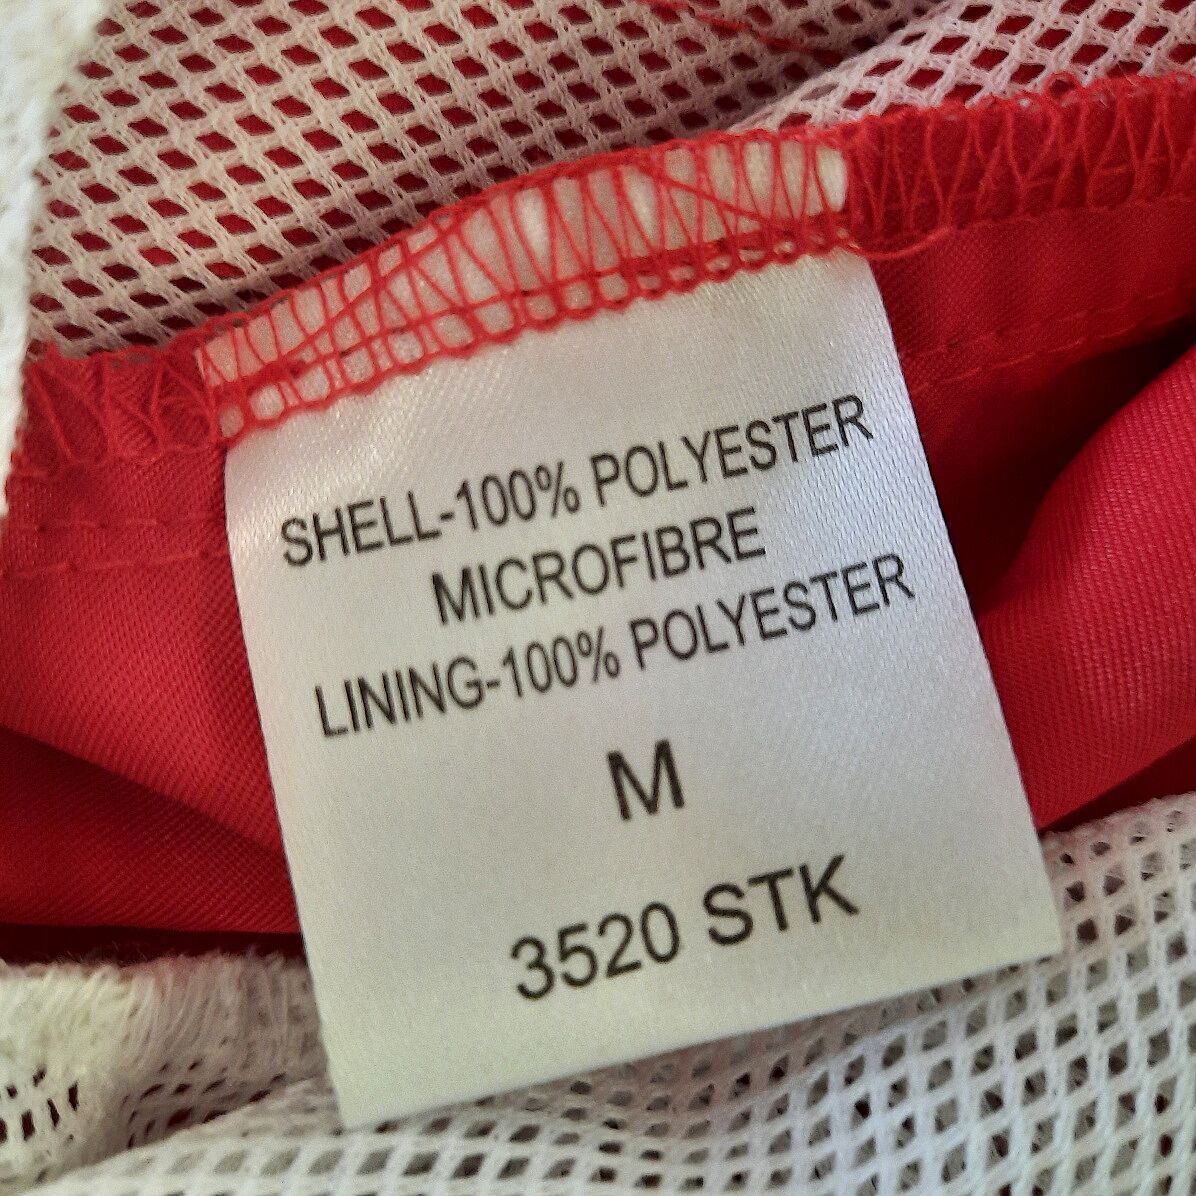 SHELL-100% POLYESTER
MICROFIBRE
LINING-100% POLYESTER
M
3520 STK